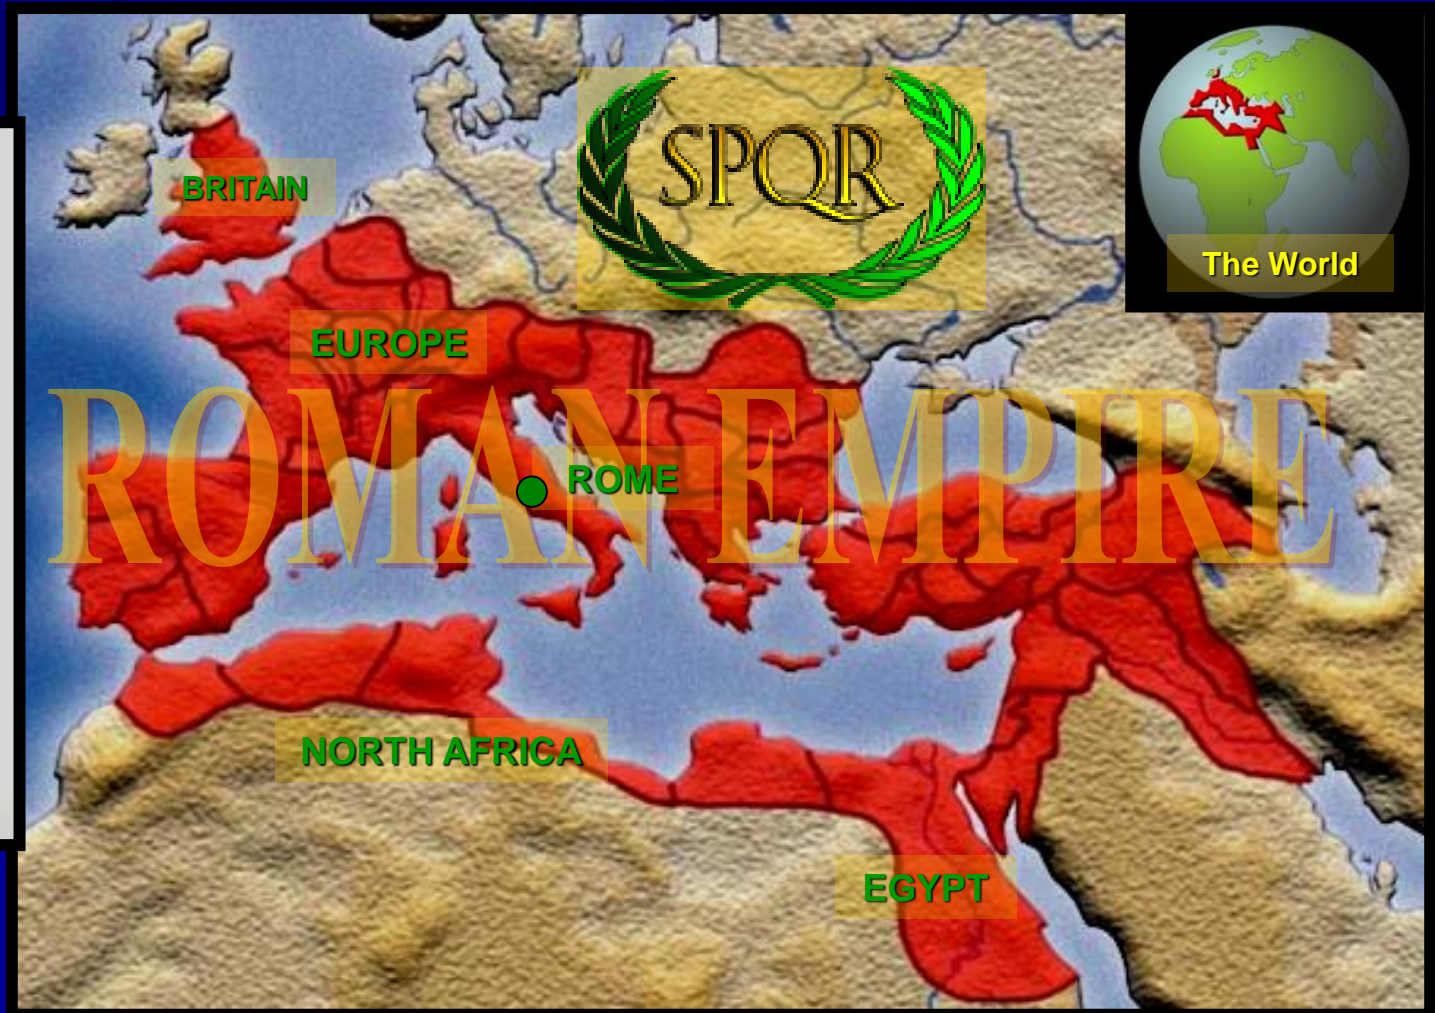 SPQR
BRITAIN
The World
EUROPE
ROMAN EMPIRE
ROME
NORTH AFRICA
EGYPT